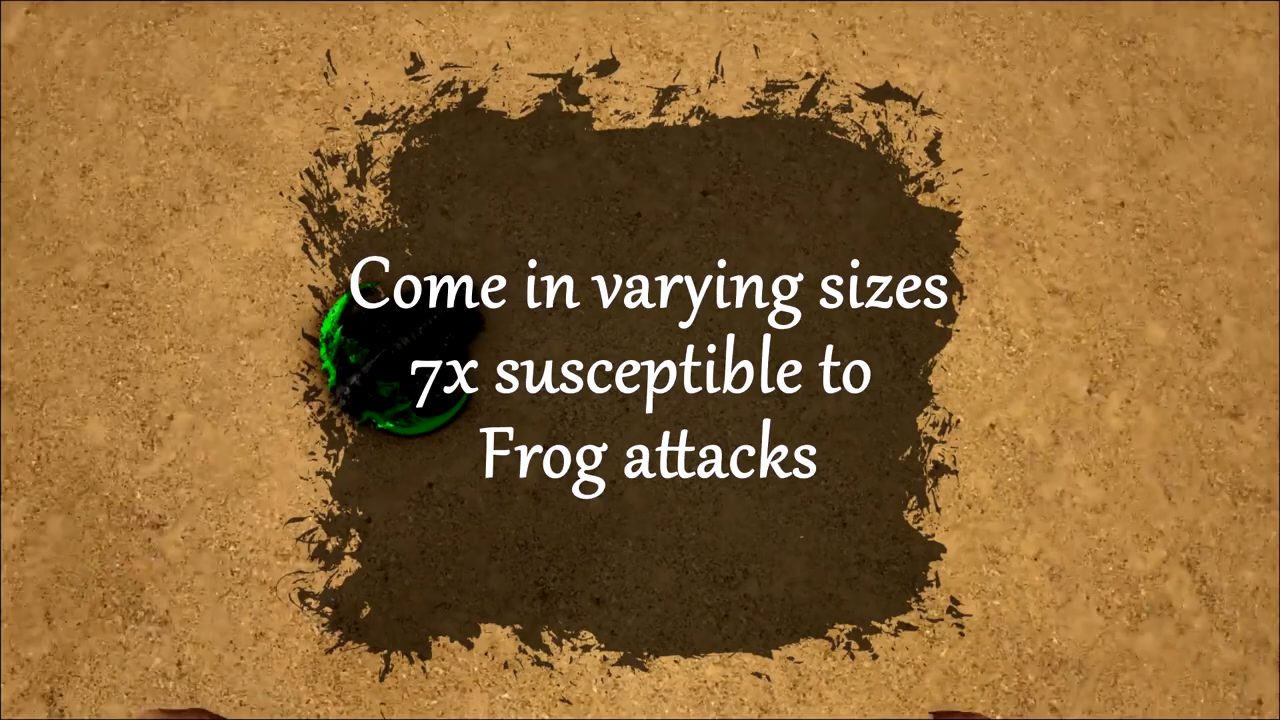 Come in varying sizes
7x susceptible to
Frog attacks